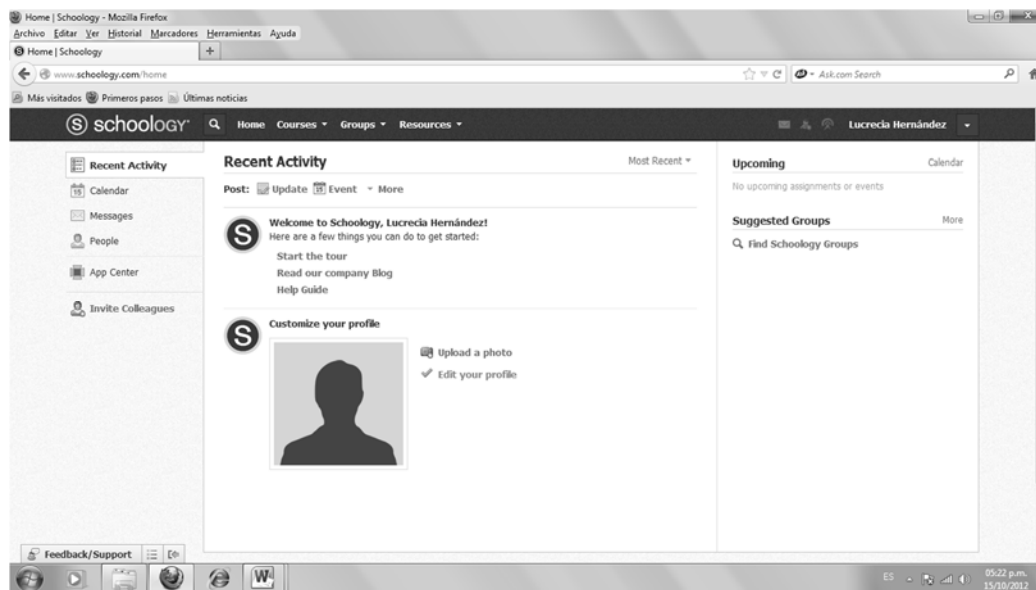 Home | Schoology - Mozilla Firefox
Archivo Editar Ver Historial Marcadores Herramientas Ayuda
Home | Schoology +
www.schoology.com/home
Ask.com Search
Más visitados Primeros pasos Últimas noticias
S schoology Home Courses Groups Resources Lucrecia Hernández
Recent Activity
Calendar
Messages
People
App Center
Invite Colleagues
Recent Activity Most Recent
Post: Update 15 Event More
Welcome to Schoology, Lucrecia Hernández!
Here are a few things you can do to get started:
Start the tour
Read our company Blog
Help Guide
Customize your profile
Upload a photo
Edit your profile
Upcoming Calendar
No upcoming assignments or events
Suggested Groups More
Find Schoology Groups
Feedback/Support
ES 05:22 p.m.
15/10/2012